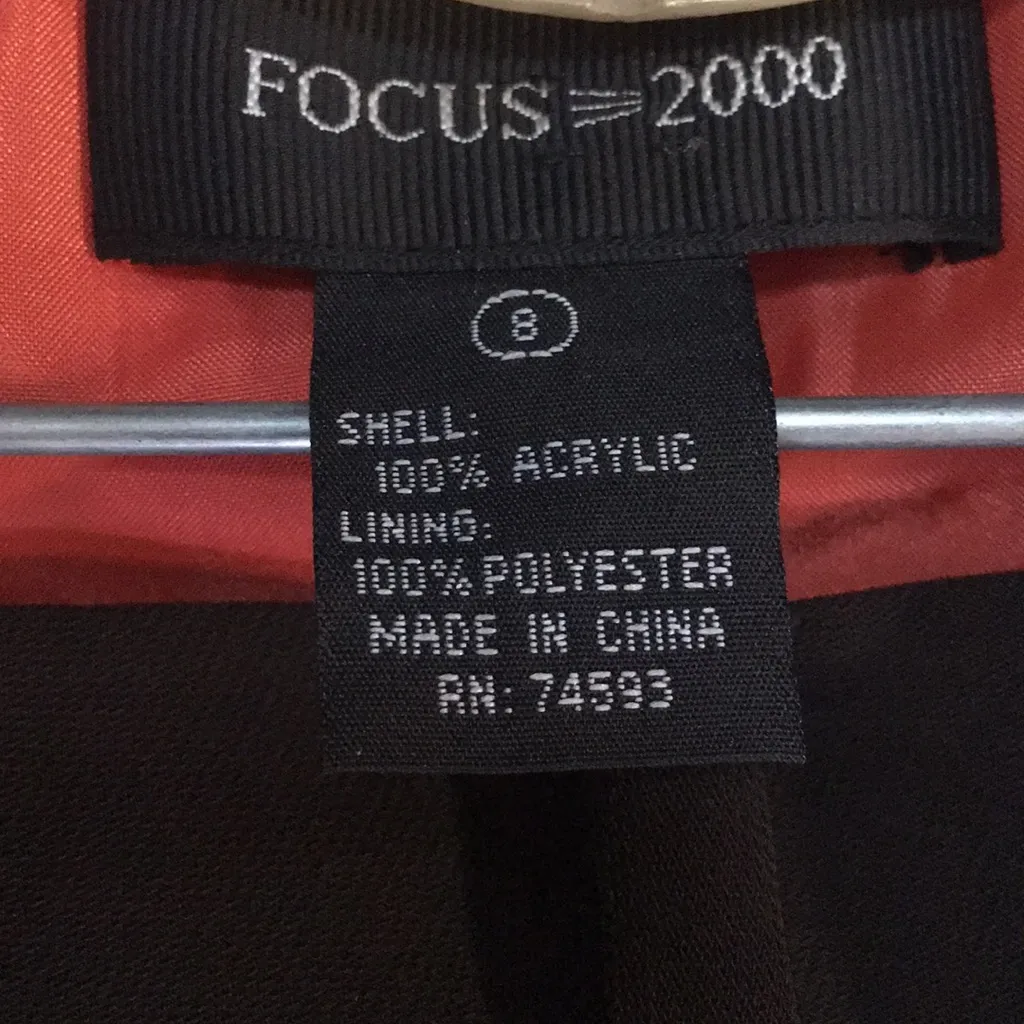 FOCUS 2000
8
SHELL:
100% ACRYLIC
LINING:
100% POLYESTER
MADE IN CHINA
RN: 74593